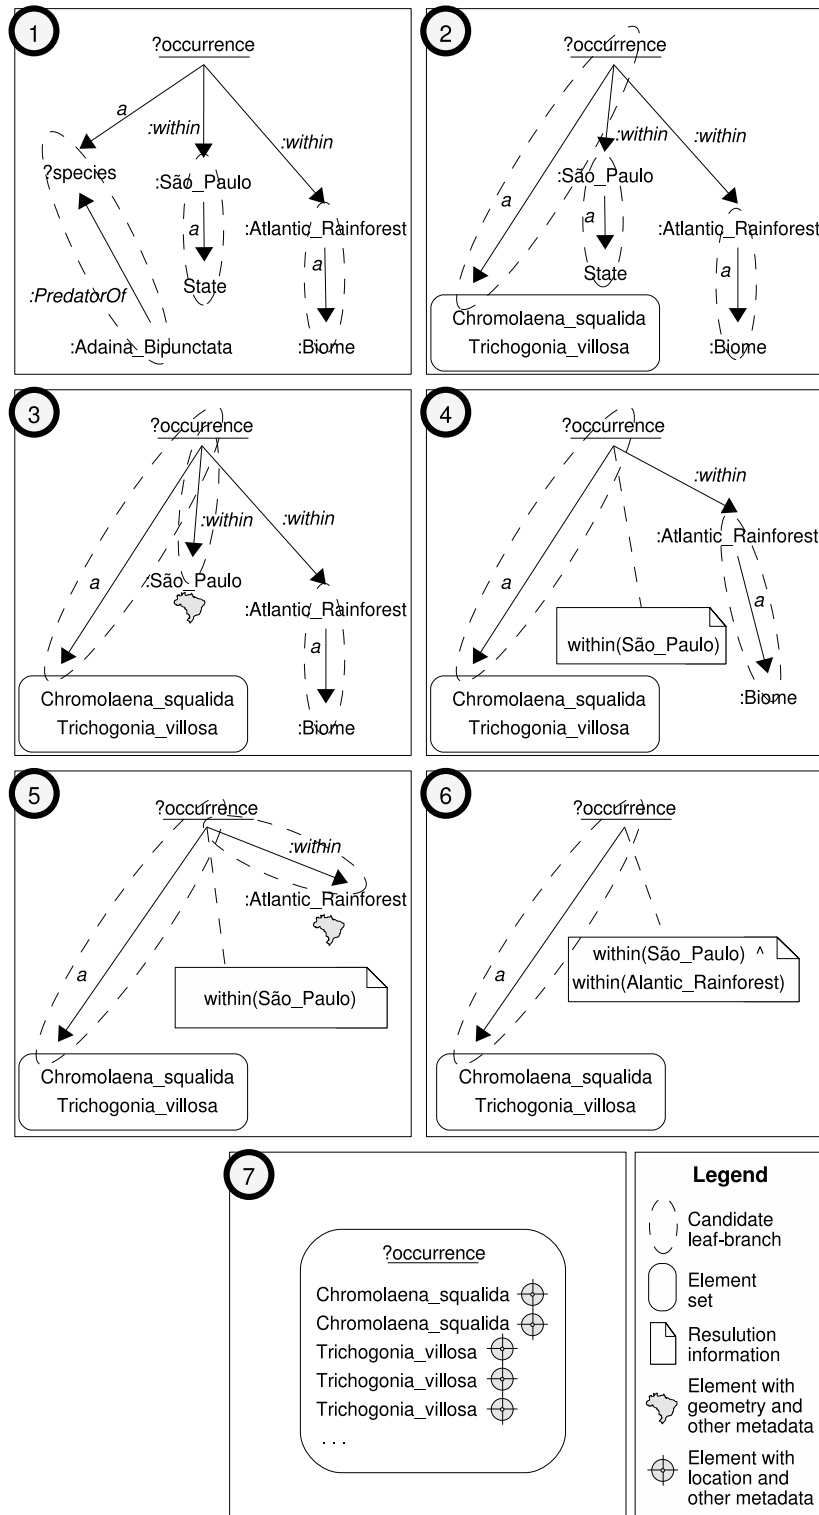 1
?occurrence
a
:within
:within
?species
:São_Paulo
a
:Atlantic_Rainforest
State
a
:PredatorOf
:Adaina_Bipunctata
:Biome
2
?occurrence
:within
:within
:São_Paulo
a
a
:Atlantic_Rainforest
State
a
Chromolaena_squalida
Trichogonia_villosa
:Biome
3
?occurrence
:within
:within
a
:São_Paulo
:Atlantic_Rainforest
a
Chromolaena_squalida
Trichogonia_villosa
:Biome
4
?occurrence
:within
:Atlantic_Rainforest
a
a
within(São_Paulo)
Chromolaena_squalida
Trichogonia_villosa
:Biome
5
?occurrence
:within
:Atlantic_Rainforest
a
within(São_Paulo)
Chromolaena_squalida
Trichogonia_villosa
6
?occurrence
within(São_Paulo) ^
within(Alantic_Rainforest)
a
Chromolaena_squalida
Trichogonia_villosa
7
?occurrence
Chromolaena_squalida
Chromolaena_squalida
Trichogonia_villosa
Trichogonia_villosa
Trichogonia_villosa
. . .
Legend
Candidate
leaf-branch
Element
set
Resulution
information
Element with
geometry and
other metadata
Element with
location and
other metadata